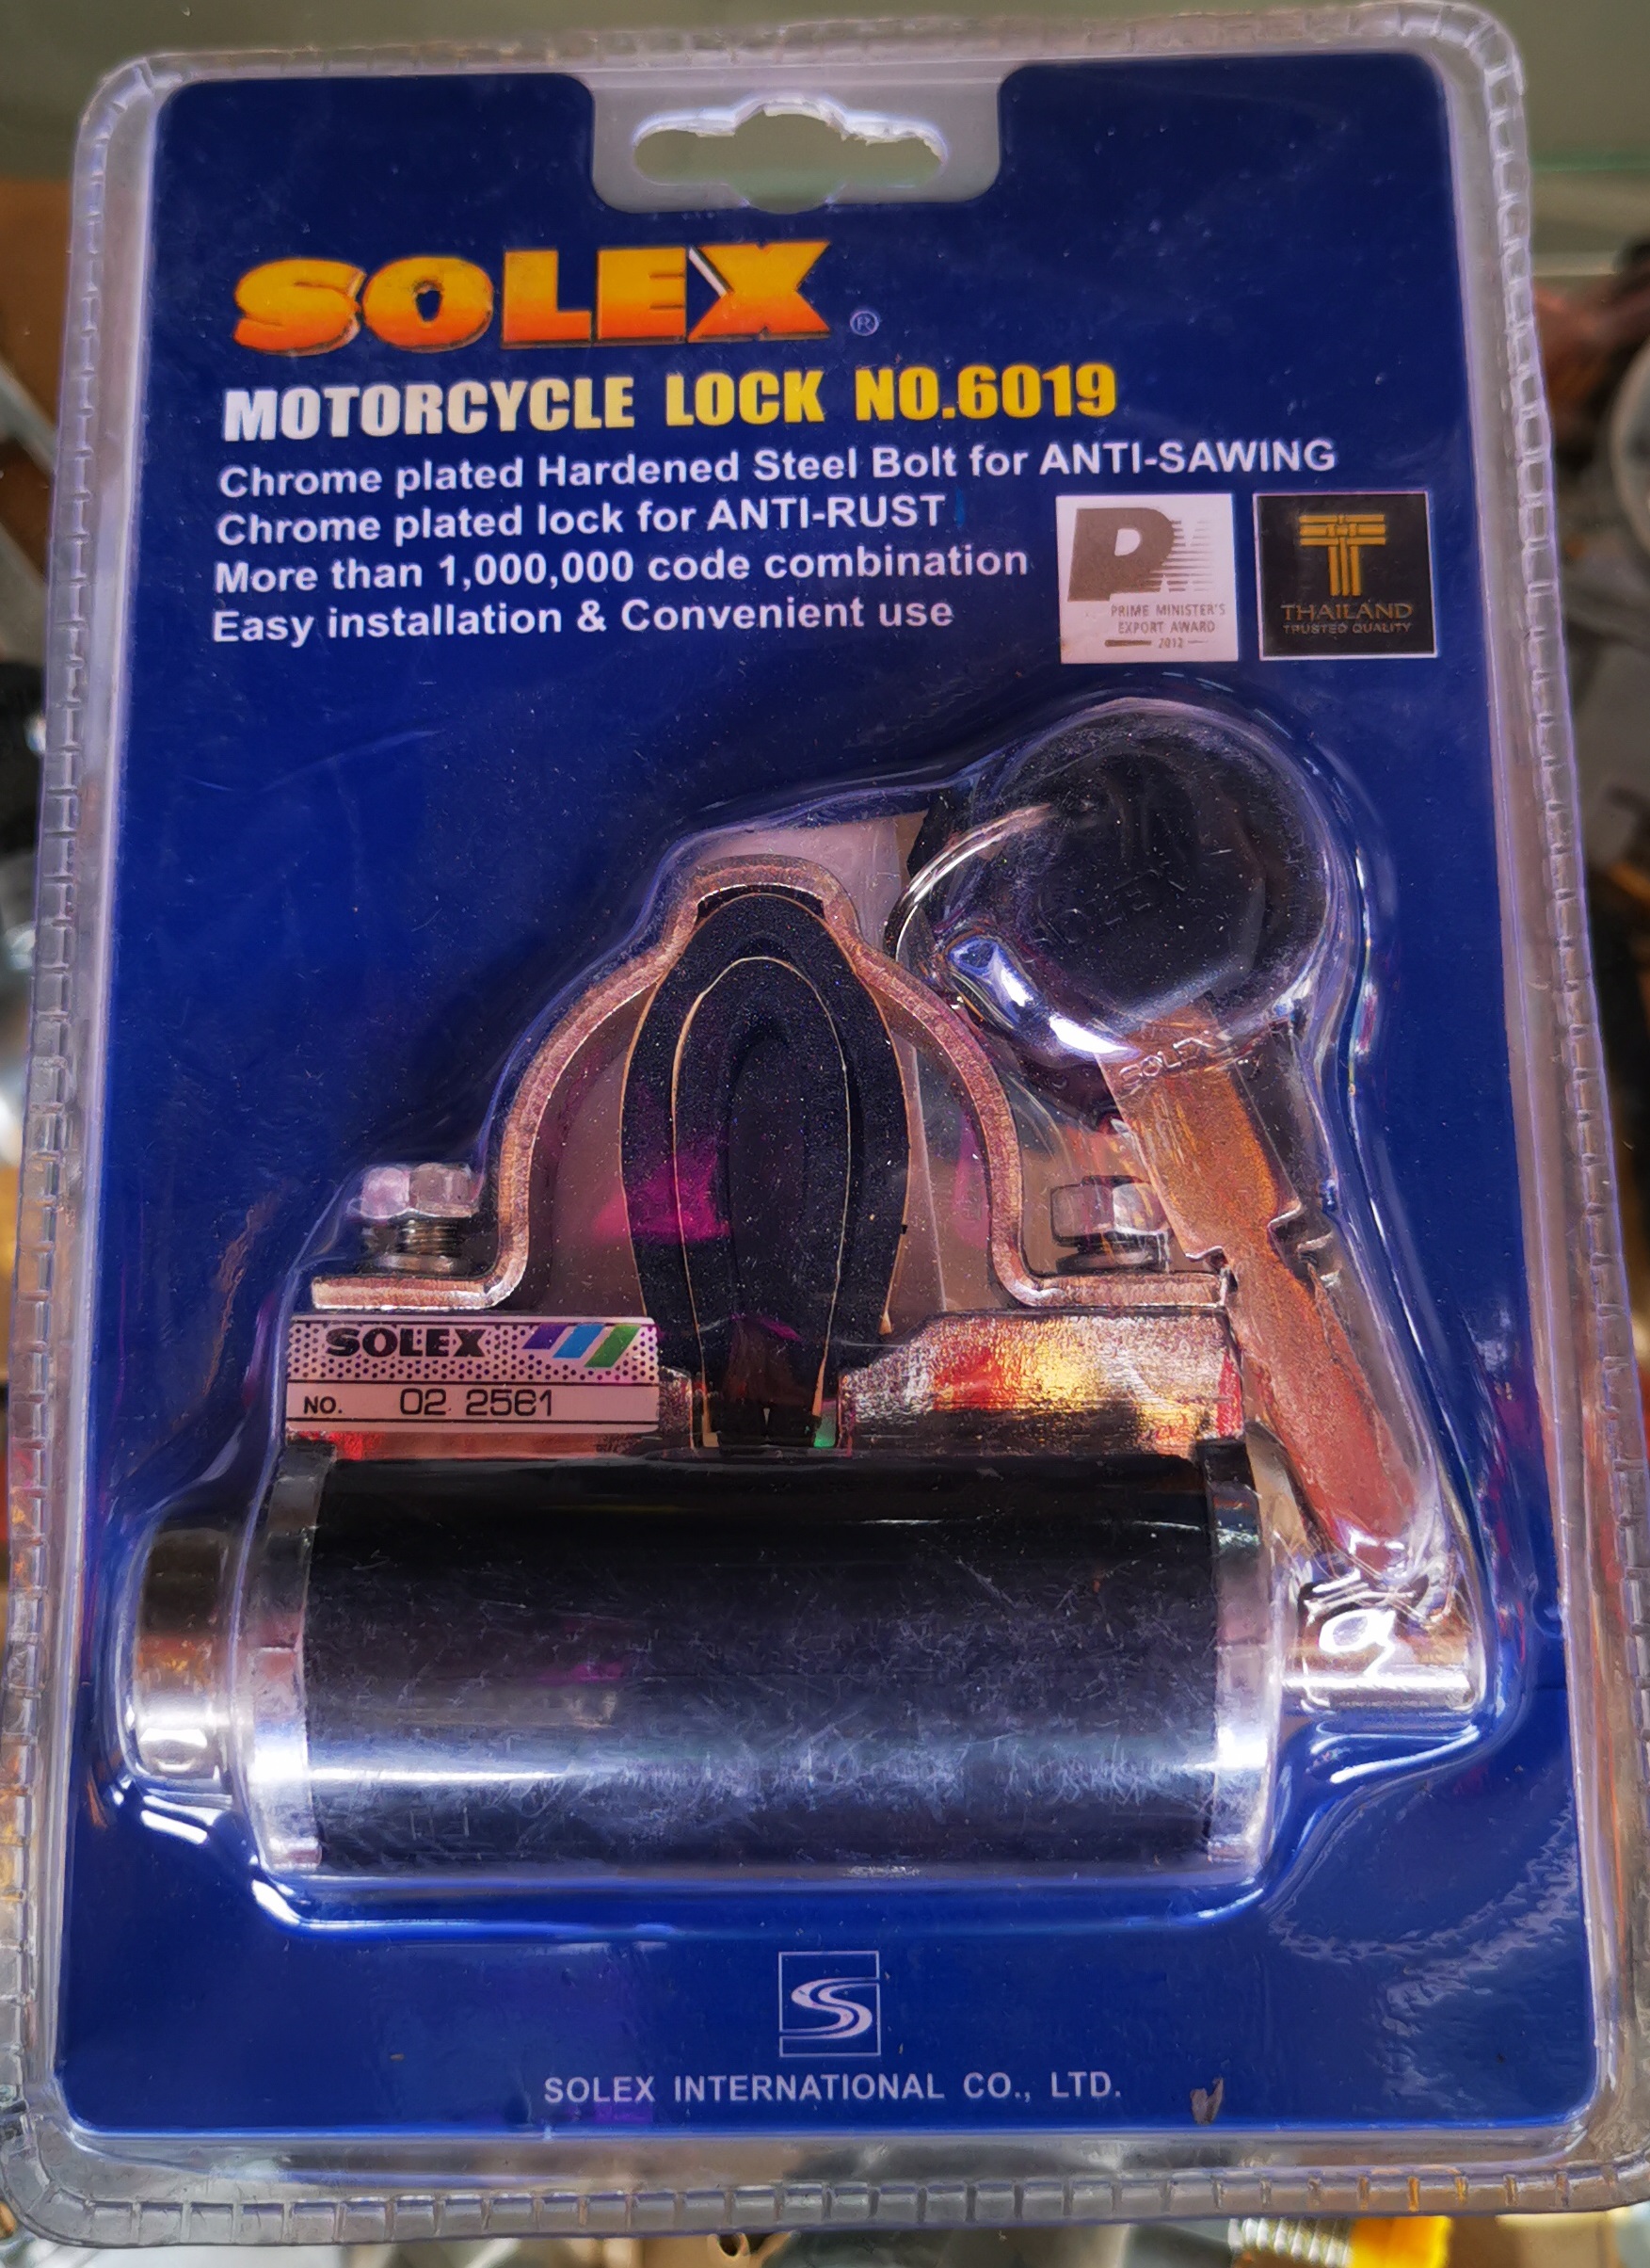 SOLEX ®
MOTORCYCLE LOCK NO.6019
Chrome plated Hardened Steel Bolt for ANTI-SAWING
Chrome plated lock for ANTI-RUST
More than 1,000,000 code combination
Easy installation & Convenient use
PRIME MINISTER'S
EXPORT AWARD
2012
THAILAND
TRUSTED QUALITY
SOLEX
SOLEX
SOLEX
NO. 02 2561
SOLEX INTERNATIONAL CO., LTD.